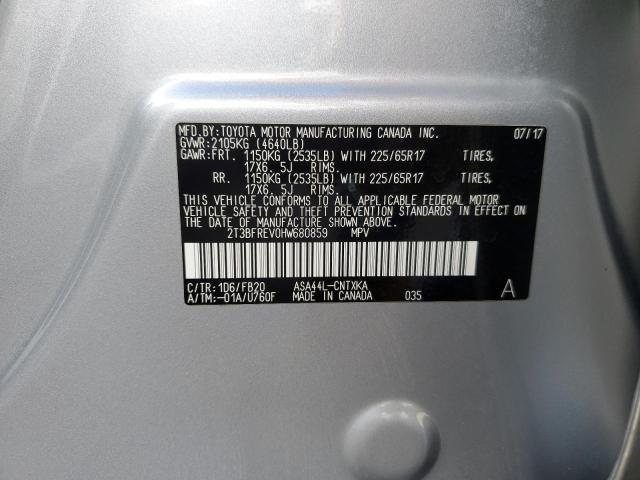 MFD.BY:TOYOTA MOTOR MANUFACTURING CANADA INC. 07/17
GVWR:2105KG (4640LB)
GAWR:FRT. 1150KG (2535LB) WITH 225/65R17 TIRES,
17X6.5J RIMS.
RR. 1150KG (2535LB) WITH 225/65R17 TIRES,
17X6.5J RIMS.
THIS VEHICLE CONFORMS TO ALL APPLICABLE FEDERAL MOTOR
VEHICLE SAFETY AND THEFT PREVENTION STANDARDS IN EFFECT
ON THE DATE OF MANUFACTURE SHOWN ABOVE.
2T3BFREV0HW680859 MPV
C/TR:1D6/FB20 ASA44L-CNTXKA
A/TM:-01A/U760F MADE IN CANADA 035 A